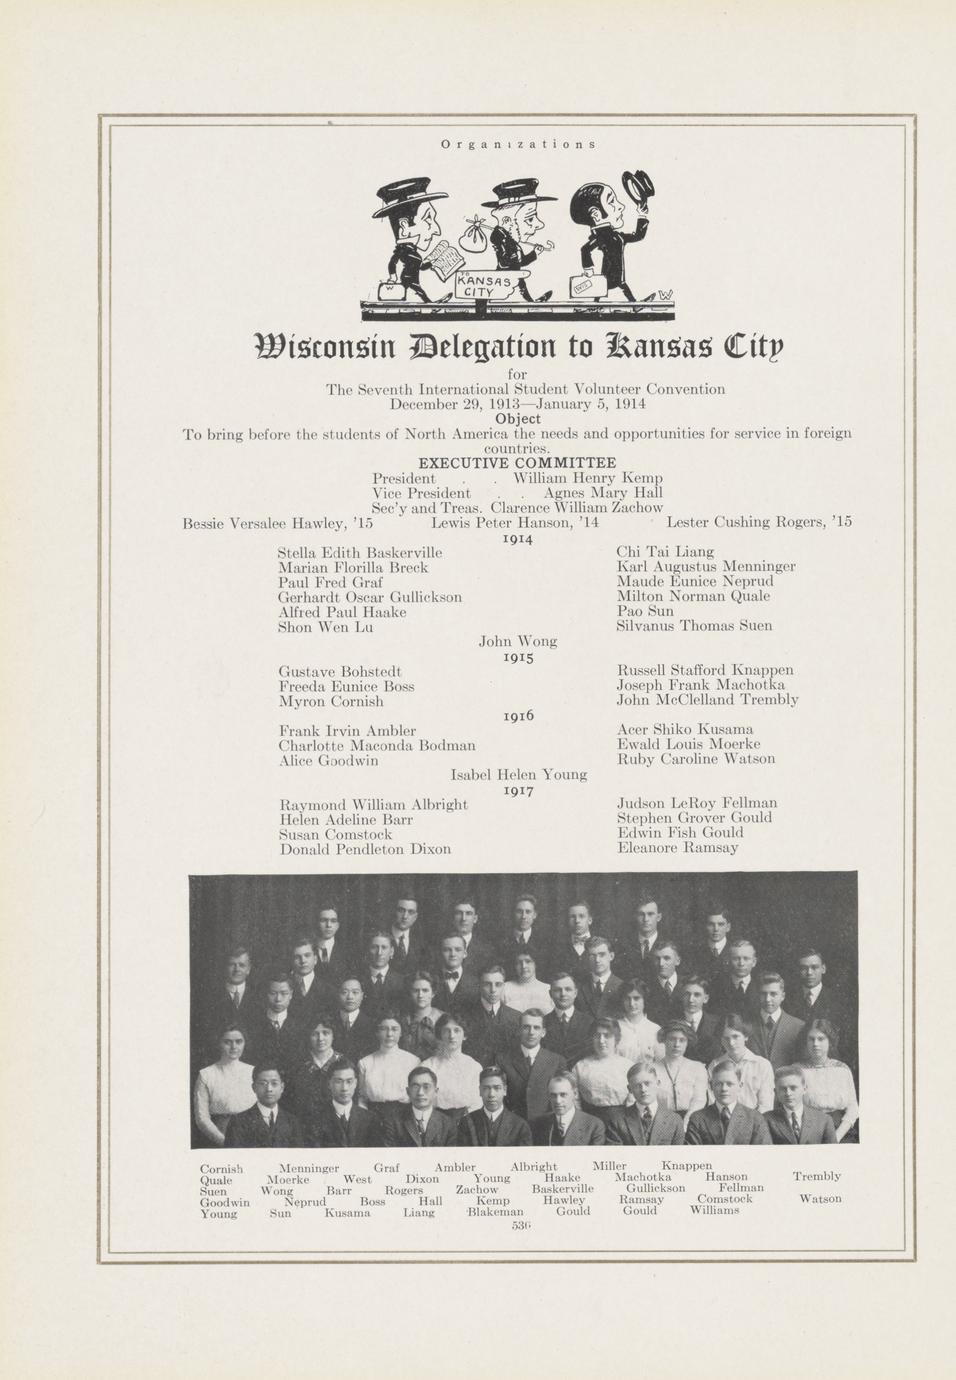 Organizations
TO
KANSAS
CITY
W
WIS
W
Wisconsin Delegation to Kansas City
for
The Seventh International Student Volunteer Convention
December 29, 1913—January 5, 1914
Object
To bring before the students of North America the needs and opportunities for service in foreign
countries.
EXECUTIVE COMMITTEE
President . . William Henry Kemp
Vice President . . Agnes Mary Hall
Sec'y and Treas. Clarence William Zachow
Bessie Versalee Hawley, '15 Lewis Peter Hanson, '14 Lester Cushing Rogers, '15
1914
Stella Edith Baskerville Chi Tai Liang
Marian Florilla Breck Karl Augustus Menninger
Paul Fred Graf Maude Eunice Neprud
Gerhardt Oscar Gullickson Milton Norman Quale
Alfred Paul Haake Pao Sun
Shon Wen Lu Silvanus Thomas Suen
John Wong
1915
Gustave Bohstedt Russell Stafford Knappen
Freeda Eunice Boss Joseph Frank Machotka
Myron Cornish John McClelland Trembly
1916
Frank Irvin Ambler Acer Shiko Kusama
Charlotte Maconda Bodman Ewald Louis Moerke
Alice Goodwin Ruby Caroline Watson
Isabel Helen Young
1917
Raymond William Albright Judson LeRoy Fellman
Helen Adeline Barr Stephen Grover Gould
Susan Comstock Edwin Fish Gould
Donald Pendleton Dixon Eleanore Ramsay
Cornish Menninger Graf Ambler Albright Miller Knappen
Quale Moerke West Dixon Young Haake Machotka Hanson Trembly
Suen Wong Barr Rogers Zachow Baskerville Gullickson Fellman
Goodwin Neprud Boss Hall Kemp Hawley Ramsay Comstock Watson
Young Sun Kusama Liang Blakeman Gould Gould Williams
536